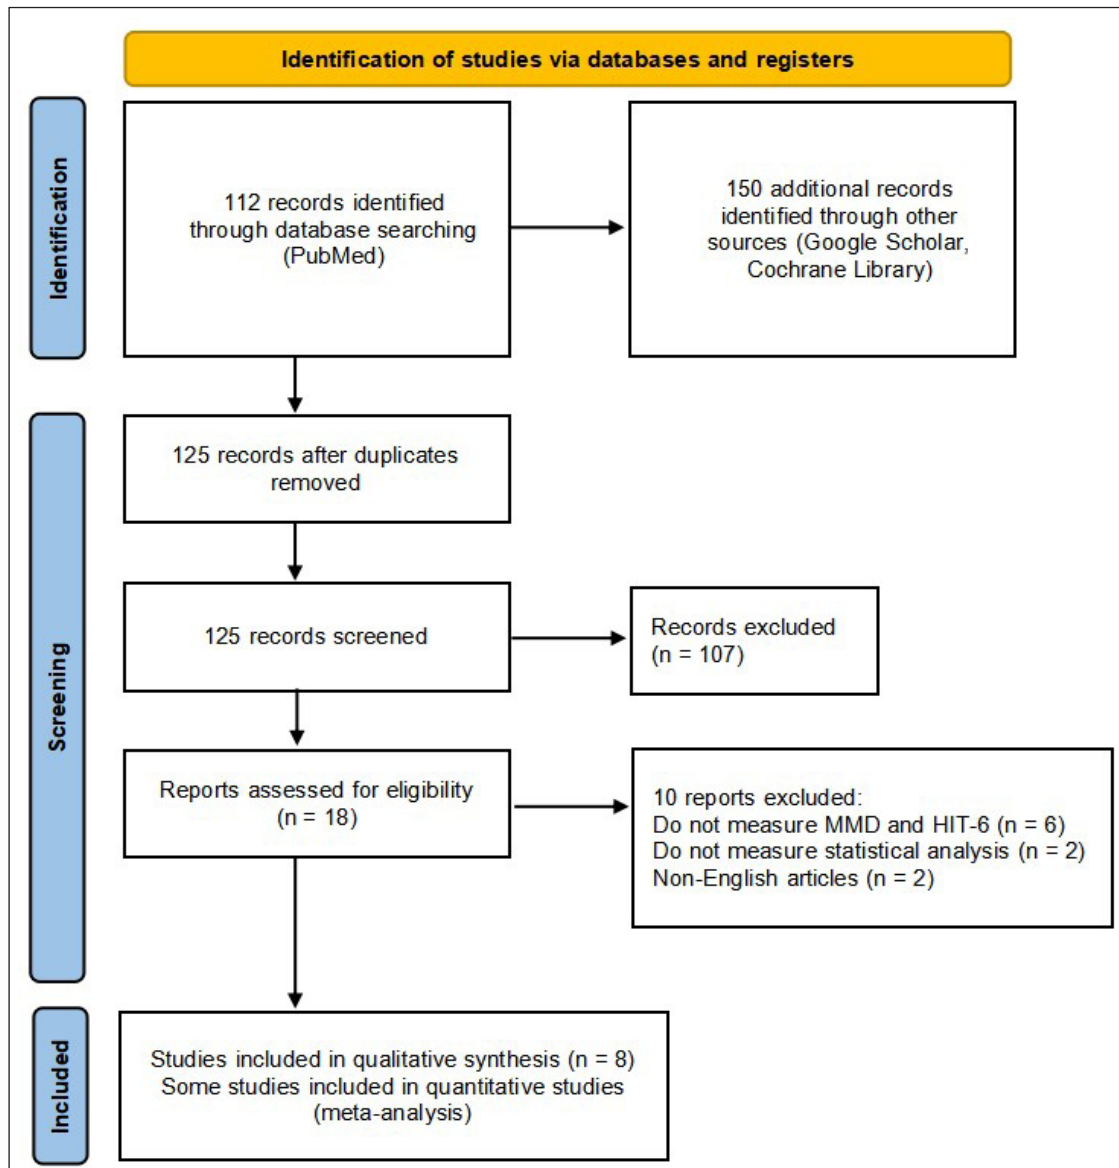 Identification of studies via databases and registers
Identification
112 records identified
through database searching
(PubMed)
150 additional records
identified through other
sources (Google Scholar,
Cochrane Library)
Screening
125 records after duplicates
removed
125 records screened
Records excluded
(n = 107)
Reports assessed for eligibility
(n = 18)
10 reports excluded:
Do not measure MMD and HIT-6 (n = 6)
Do not measure statistical analysis (n = 2)
Non-English articles (n = 2)
Included
Studies included in qualitative synthesis (n = 8)
Some studies included in quantitative studies
(meta-analysis)